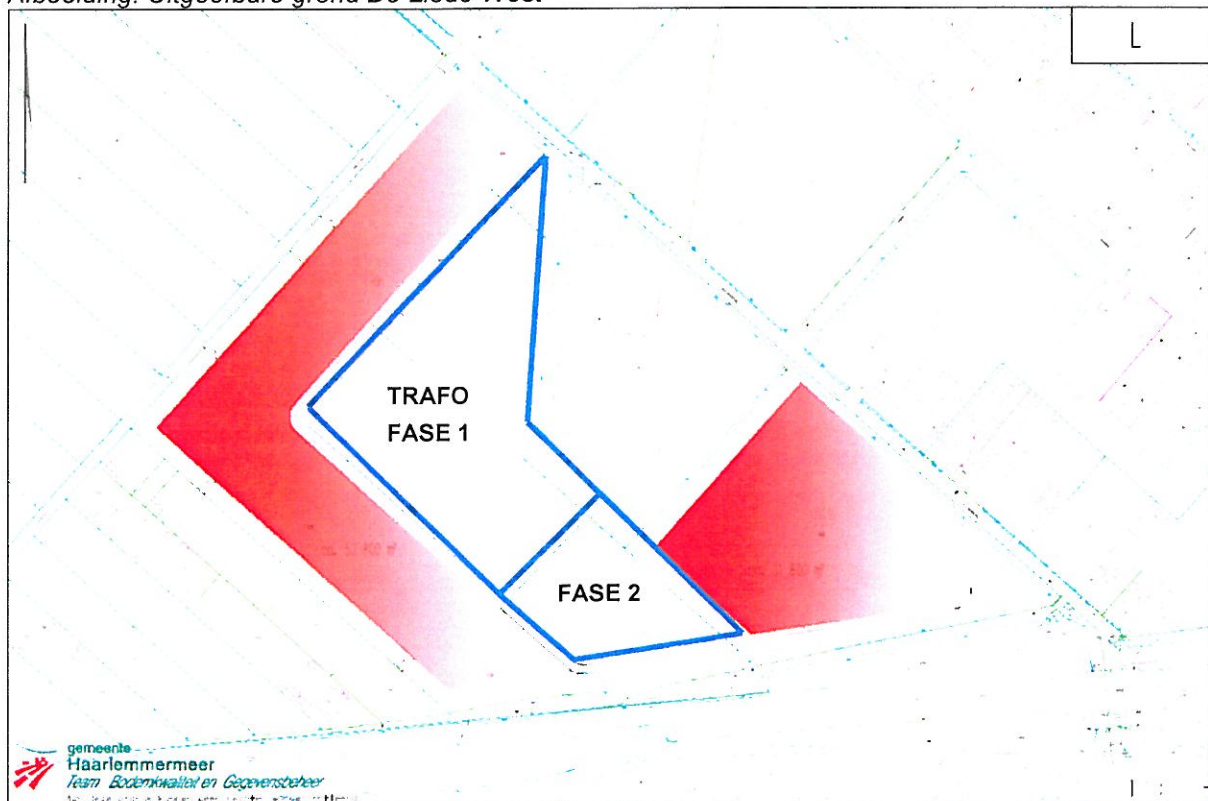 Afbeelding: Uitgeefbare grond De Liede West
L
TRAFO
FASE 1
FASE 2
gemeente
Haarlemmermeer
Team Bodemkwaliteit en Gegevensbeheer